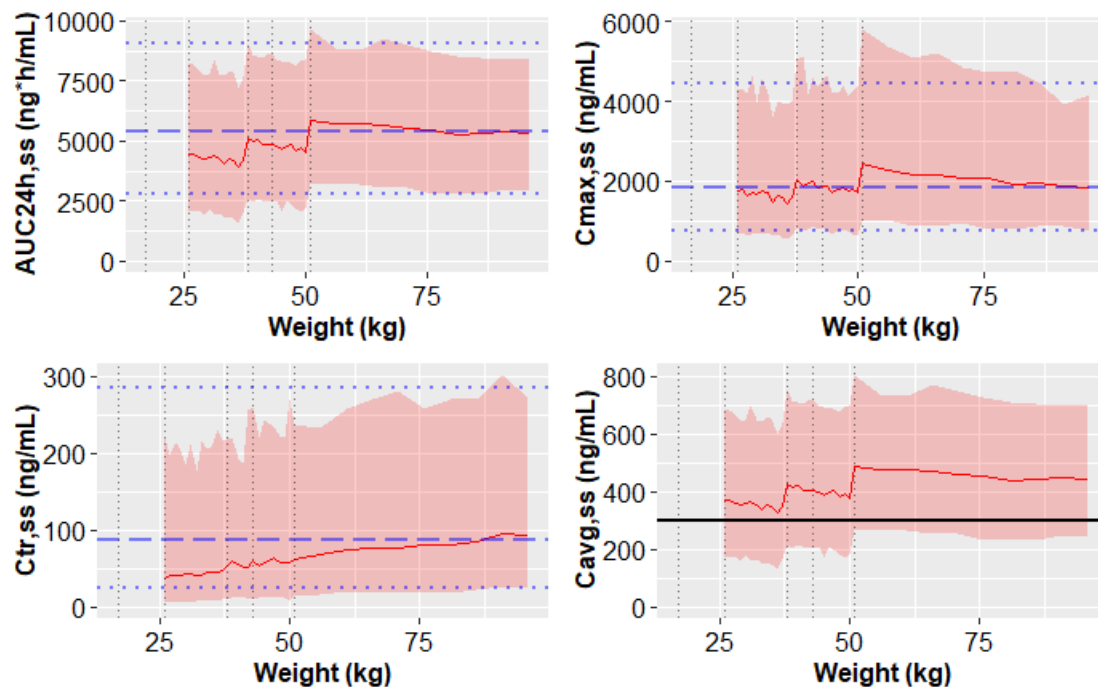 AUC24h,ss (ng*h/mL)
10000
7500
5000
2500
0
25 50 75
Weight (kg)
Cmax,ss (ng/mL)
6000
4000
2000
0
25 50 75
Weight (kg)
Ctr,ss (ng/mL)
300
200
100
0
25 50 75
Weight (kg)
Cavg,ss (ng/mL)
800
600
400
200
0
25 50 75
Weight (kg)